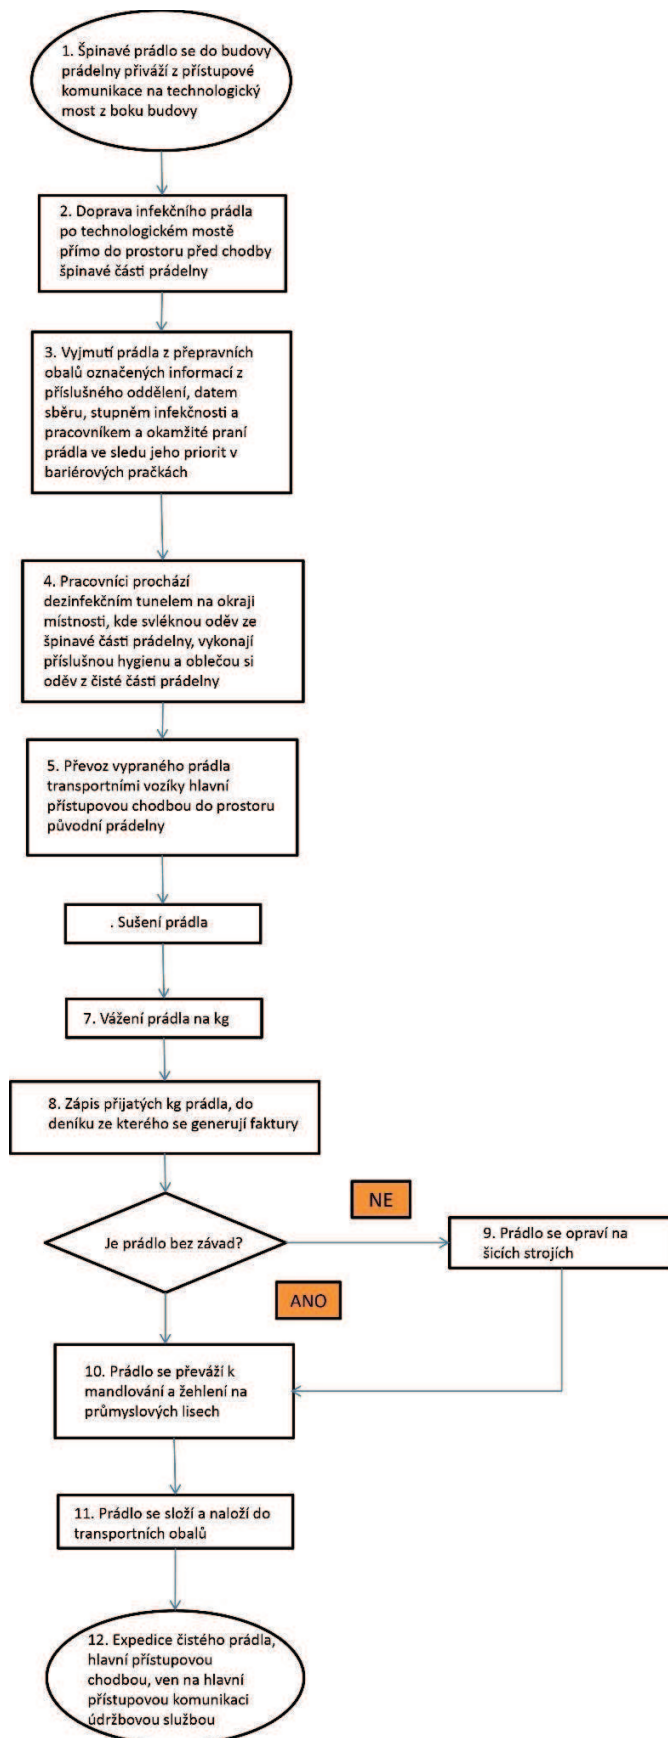 1. Špinavé prádlo se do budovy
prádelny přiváží z přístupové
komunikace na technologický
most z boku budovy
2. Doprava infekčního prádla
po technologickém mostě
přímo do prostoru před chodby
špinavé části prádelny
3. Vyjmutí prádla z přepravních
obalů označených informací z
příslušného oddělení, datem
sběru, stupněm infekčnosti a
pracovníkem a okamžité praní
prádla ve sledu jeho priorit v
bariérových pračkách
4. Pracovníci prochází
dezinfekčním tunelem na okraji
místnosti, kde svléknou oděv ze
špinavé části prádelny, vykonají
příslušnou hygienu a oblečou si
oděv z čisté části prádelny
5. Převoz vypraného prádla
transportními vozíky hlavní
přístupovou chodbou do prostoru
původní prádelny
. Sušení prádla
7. Vážení prádla na kg
8. Zápis přijatých kg prádla, do
deníku ze kterého se generují faktury
NE
Je prádlo bez závad?
9. Prádlo se opraví na
šicích strojích
ANO
10. Prádlo se převáží k
mandlování a žehlení na
průmyslových lisech
11. Prádlo se složí a naloží do
transportních obalů
12. Expedice čistého prádla,
hlavní přístupovou
chodbou, ven na hlavní
přístupovou komunikaci
údržbovou službou